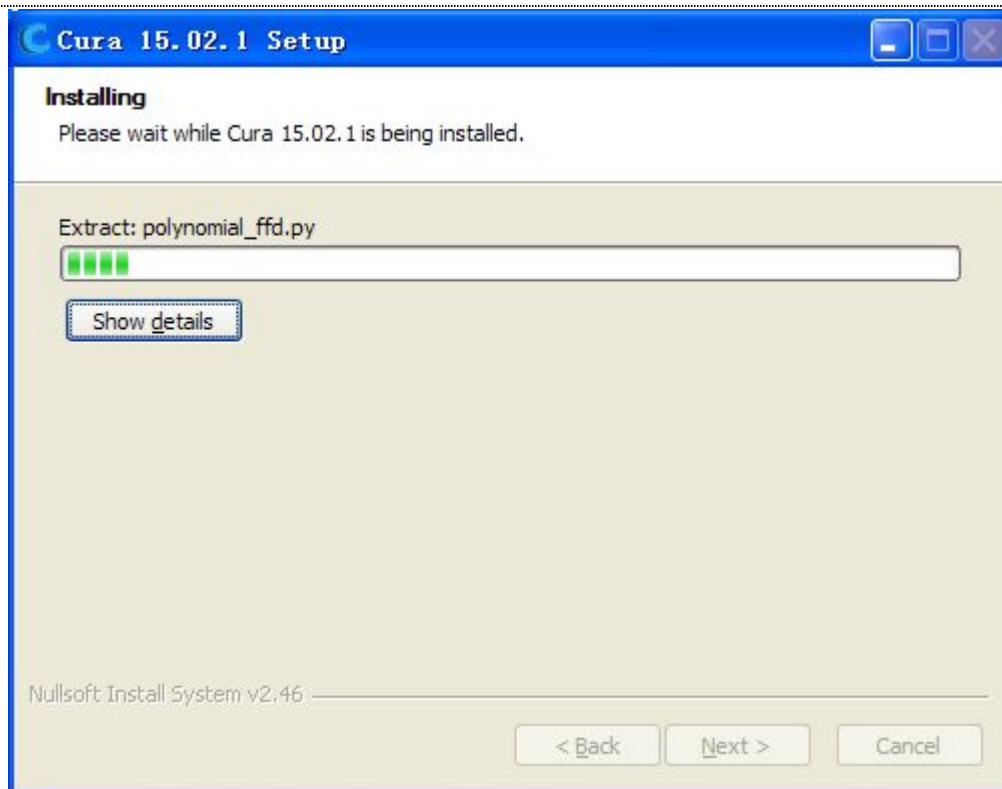 Cura 15.02.1 Setup
Installing
Please wait while Cura 15.02.1 is being installed.
Extract: polynomial_ffd.py
Show details
Nullsoft Install System v2.46
< Back
Next >
Cancel